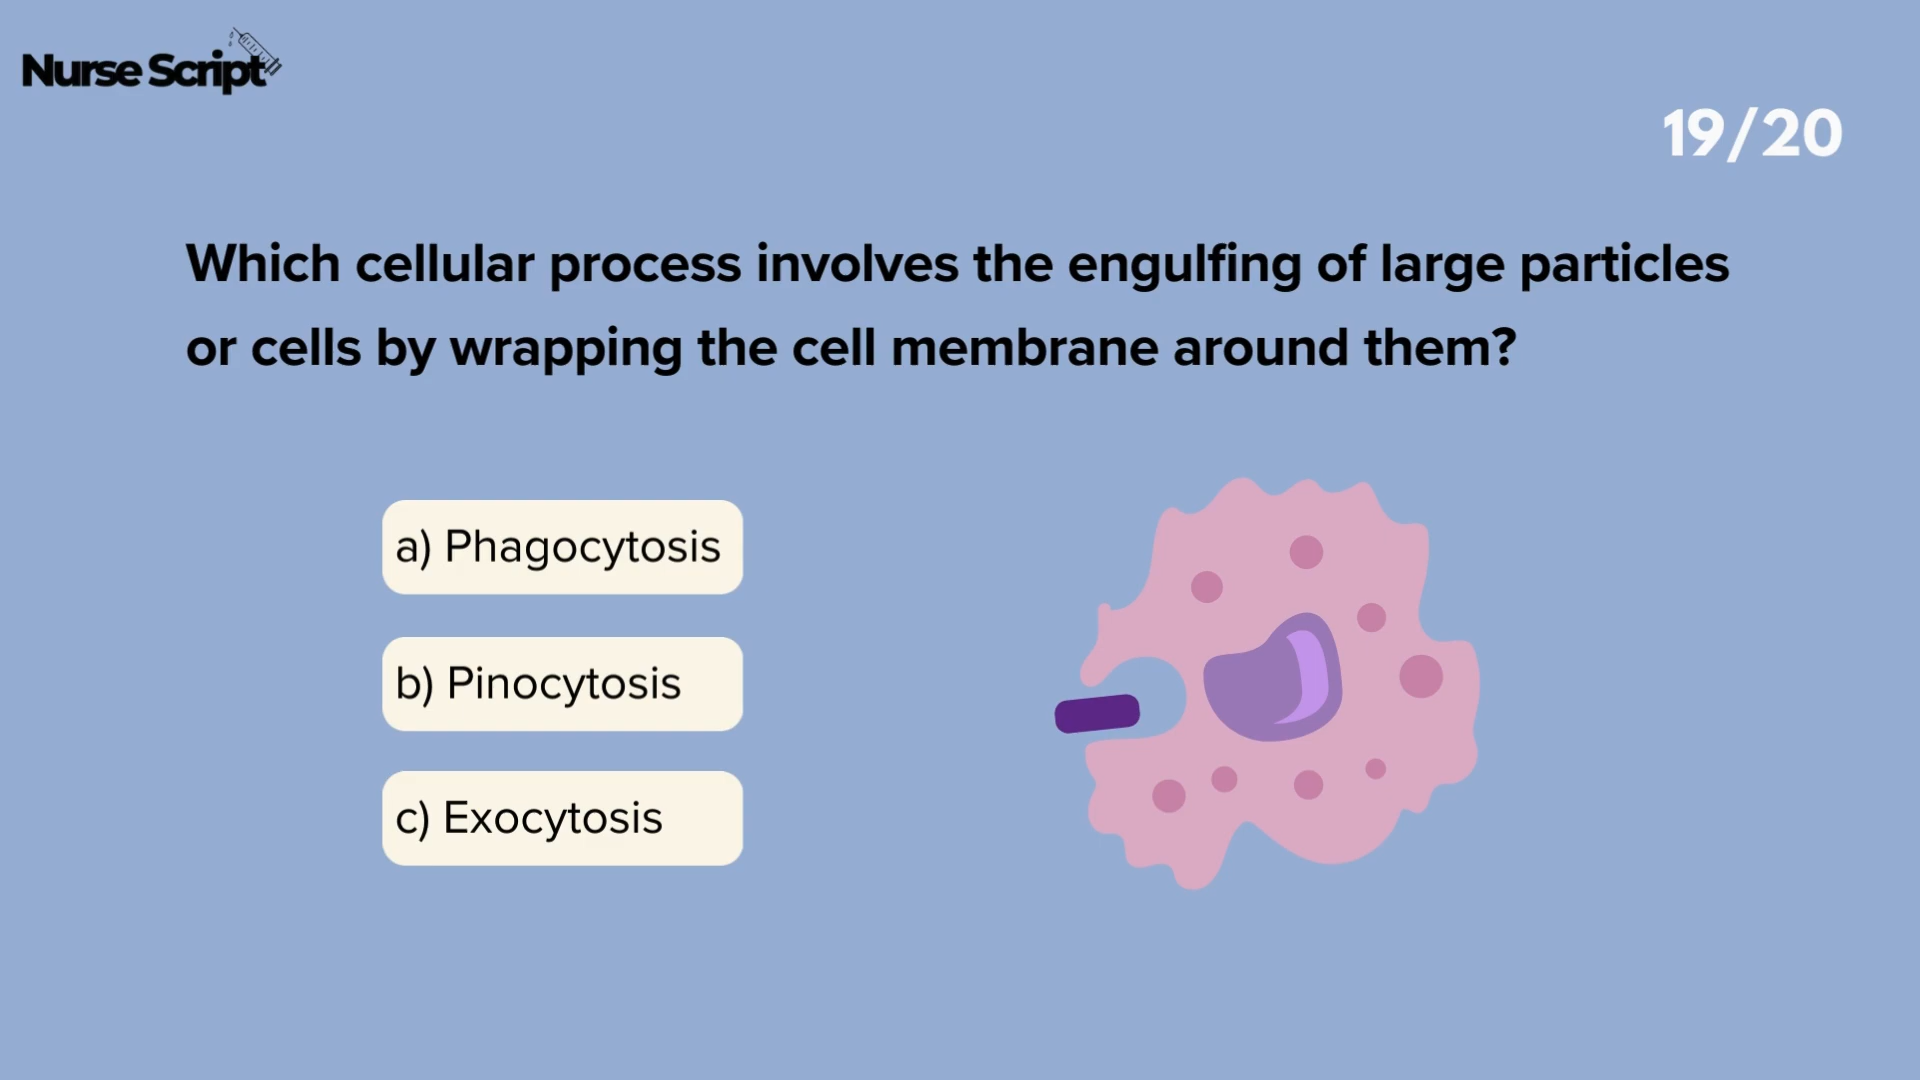 Nurse Script
19/20
Which cellular process involves the engulfing of large particles
or cells by wrapping the cell membrane around them?
a) Phagocytosis
b) Pinocytosis
c) Exocytosis